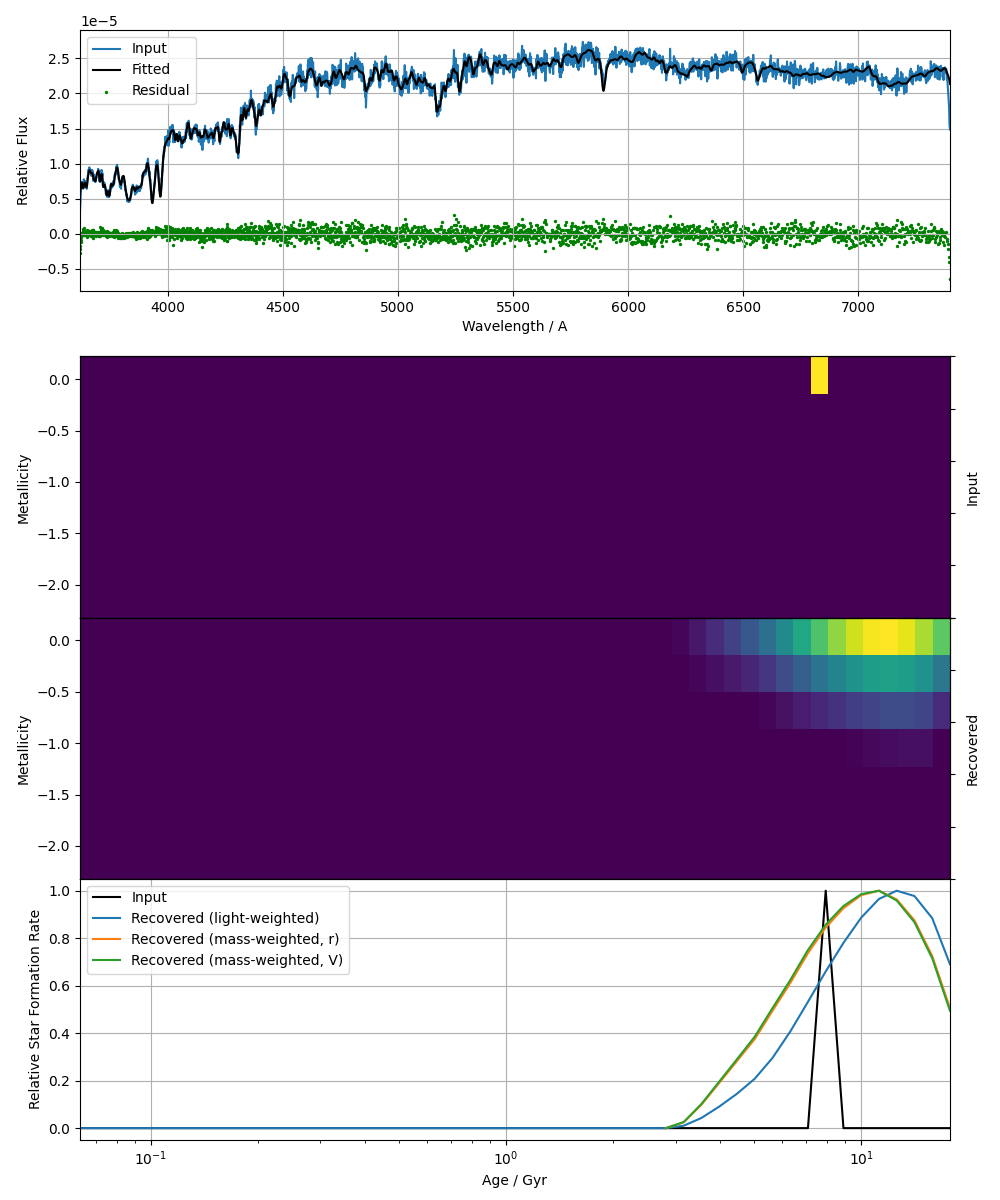 1e−5
Input
Fitted
Residual
2.5
2.0
1.5
1.0
0.5
0.0
−0.5
Relative Flux
4000 4500 5000 5500 6000 6500 7000
Wavelength / A
0.0
−0.5
−1.0
−1.5
−2.0
Metallicity
Input
0.0
−0.5
−1.0
−1.5
−2.0
Metallicity
Recovered
1.0
0.8
0.6
0.4
0.2
0.0
Relative Star Formation Rate
Input
Recovered (light-weighted)
Recovered (mass-weighted, r)
Recovered (mass-weighted, V)
10⁻¹ 10⁰ 10¹
Age / Gyr